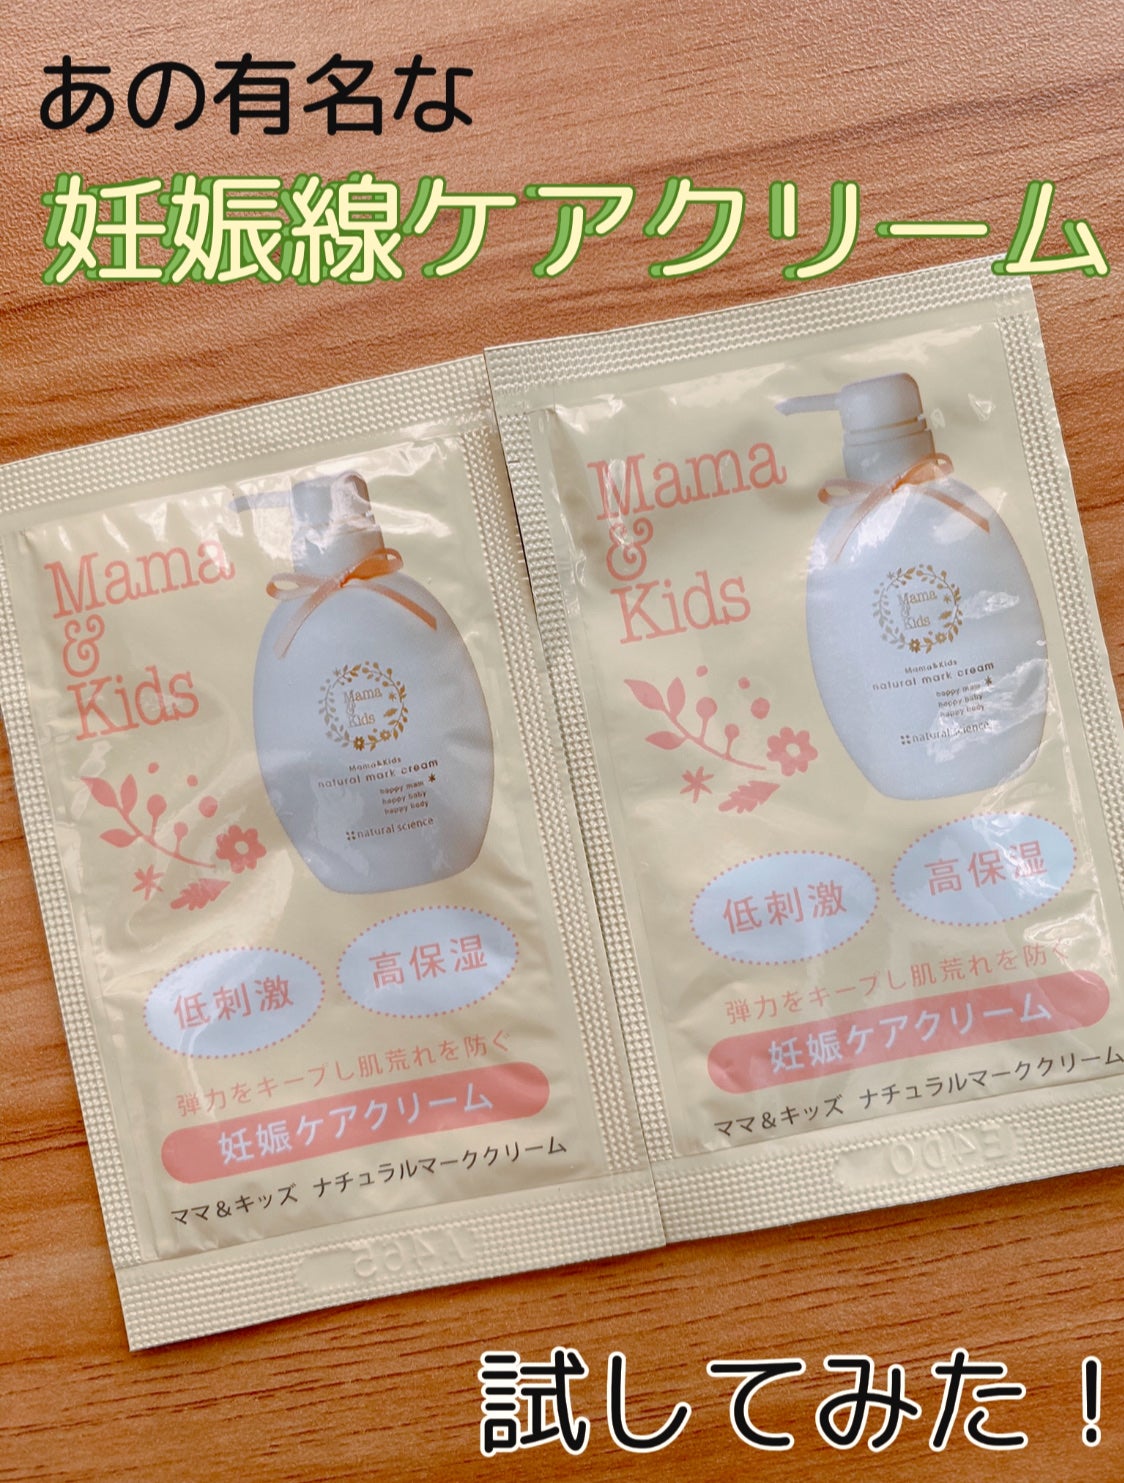 あの有名な
妊娠線ケアクリーム
Mama
&
Kids
Mama
&
Kids
Mama&Kids
natural mark cream
happy mam
happy baby
happy body
natural science
低刺激
高保湿
弾力をキープし肌荒れを防ぐ
妊娠ケアクリーム
ママ&キッズ ナチュラルマーククリーム
Mama
&
Kids
Mama
&
Kids
Mama&Kids
natural mark cream
happy mam
happy baby
happy body
natural science
低刺激
高保湿
弾力をキープし肌荒れを防ぐ
妊娠ケアクリーム
ママ&キッズ ナチュラルマーククリーム
試してみた！